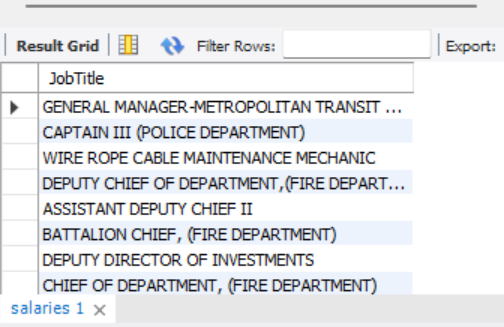 Result Grid Filter Rows: Export:
JobTitle
GENERAL MANAGER-METROPOLITAN TRANSIT ...
CAPTAIN III (POLICE DEPARTMENT)
WIRE ROPE CABLE MAINTENANCE MECHANIC
DEPUTY CHIEF OF DEPARTMENT,(FIRE DEPART...
ASSISTANT DEPUTY CHIEF II
BATTALION CHIEF, (FIRE DEPARTMENT)
DEPUTY DIRECTOR OF INVESTMENTS
CHIEF OF DEPARTMENT, (FIRE DEPARTMENT)
salaries 1